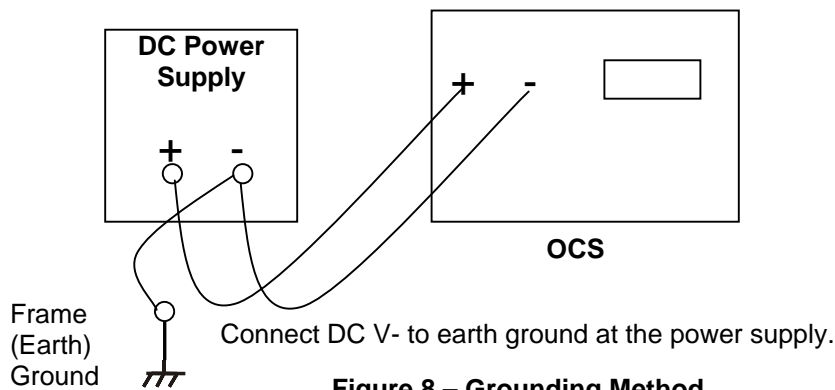 DC Power
Supply
+ -
+ -
OCS
Frame
(Earth)
Ground
Connect DC V- to earth ground at the power supply.
Figure 8 – Grounding Method